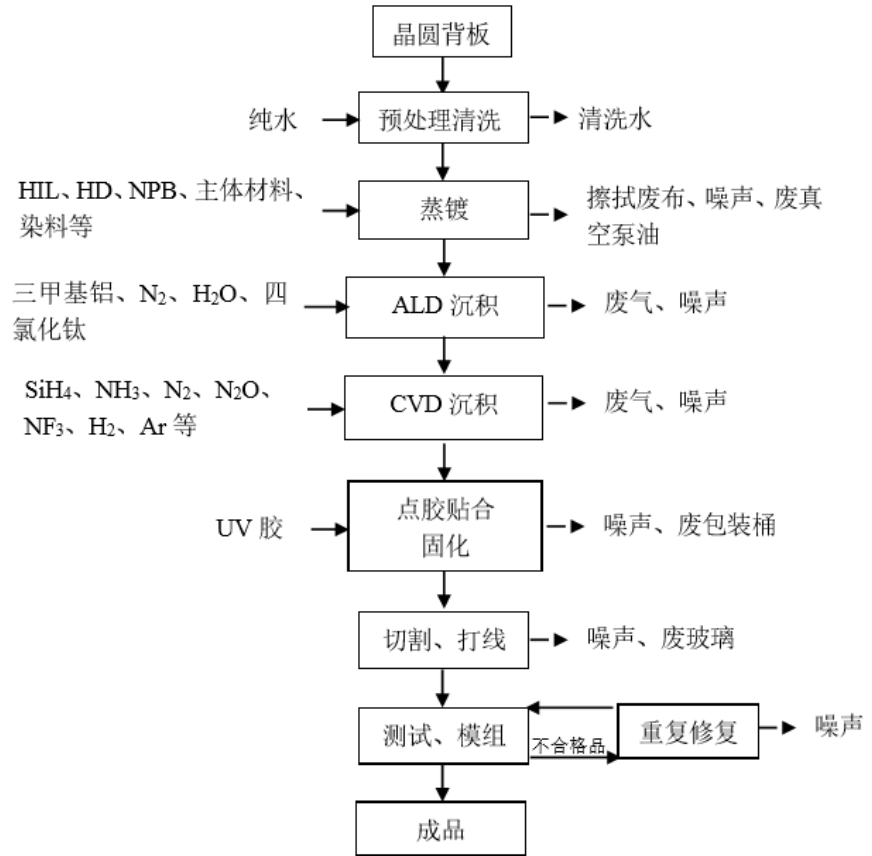 晶圆背板
纯水
预处理清洗
清洗水
HIL、HD、NPB、主体材料、
染料等
蒸镀
擦拭废布、噪声、废真
空泵油
三甲基铝、N₂、H₂O、四
氯化钛
ALD 沉积
废气、噪声
SiH₄、NH₃、N₂、N₂O、
NF₃、H₂、Ar 等
CVD 沉积
废气、噪声
UV 胶
点胶贴合
固化
噪声、废包装桶
切割、打线
噪声、废玻璃
测试、模组
不合格品
重复修复
噪声
成品